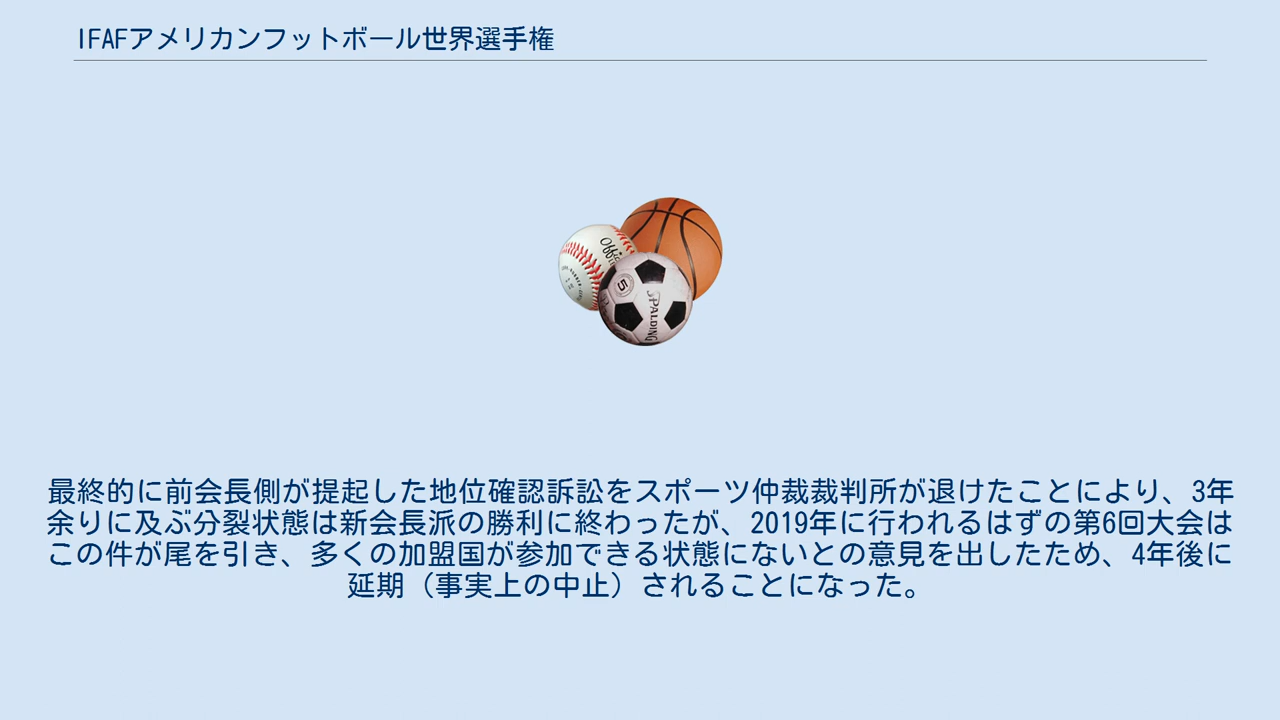 IFAFアメリカンフットボール世界選手権
Offic
5
SPALDING
最終的に前会長側が提起した地位確認訴訟をスポーツ仲裁裁判所が退けたことにより、3年
余りに及ぶ分裂状態は新会長派の勝利に終わったが、2019年に行われるはずの第6回大会は
この件が尾を引き、多くの加盟国が参加できる状態にないとの意見を出したため、4年後に
延期（事実上の中止）されることになった。